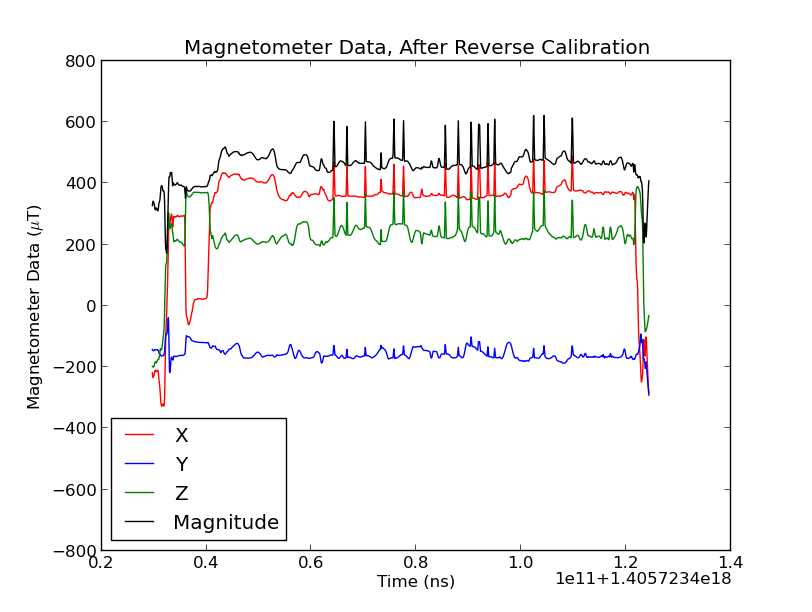 Magnetometer Data, After Reverse Calibration
Magnetometer Data (μT)
800
600
400
200
0
−200
−400
−600
−800
X
Y
Z
Magnitude
0.2
0.4
0.6
0.8
1.0
1.2
1.4
Time (ns)
1e11+1.4057234e18